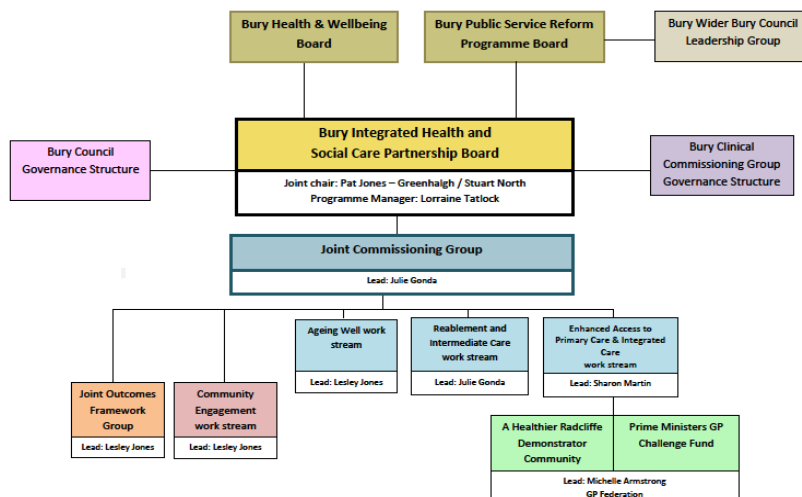 Bury Health & Wellbeing
Board
Bury Public Service Reform
Programme Board
Bury Wider Bury Council
Leadership Group
Bury Integrated Health and
Social Care Partnership Board
Joint chair: Pat Jones – Greenhalgh / Stuart North
Programme Manager: Lorraine Tatlock
Bury Council
Governance Structure
Bury Clinical
Commissioning Group
Governance Structure
Joint Commissioning Group
Lead: Julie Gonda
Ageing Well work
stream
Lead: Lesley Jones
Reablement and
Intermediate Care
work stream
Lead: Julie Gonda
Enhanced Access to
Primary Care & Integrated
Care
work stream
Lead: Sharon Martin
Joint Outcomes
Framework
Group
Lead: Lesley Jones
Community
Engagement
work stream
Lead: Lesley Jones
A Healthier Radcliffe
Demonstrator
Community
Prime Ministers GP
Challenge Fund
Lead: Michelle Armstrong
GP Federation